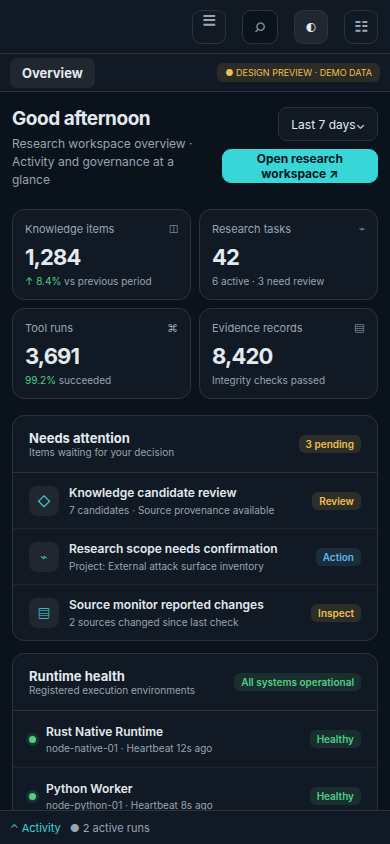 Overview
DESIGN PREVIEW · DEMO DATA
Good afternoon
Last 7 days
Research workspace overview ·
Activity and governance at a
glance
Open research
workspace ↗
Knowledge items
1,284
↑ 8.4% vs previous period
Research tasks
42
6 active · 3 need review
Tool runs
3,691
99.2% succeeded
Evidence records
8,420
Integrity checks passed
Needs attention
Items waiting for your decision
3 pending
Knowledge candidate review
7 candidates · Source provenance available
Review
Research scope needs confirmation
Project: External attack surface inventory
Action
Source monitor reported changes
2 sources changed since last check
Inspect
Runtime health
Registered execution environments
All systems operational
Rust Native Runtime
node-native-01 · Heartbeat 12s ago
Healthy
Python Worker
node-python-01 · Heartbeat 8s ago
Healthy
^ Activity ● 2 active runs